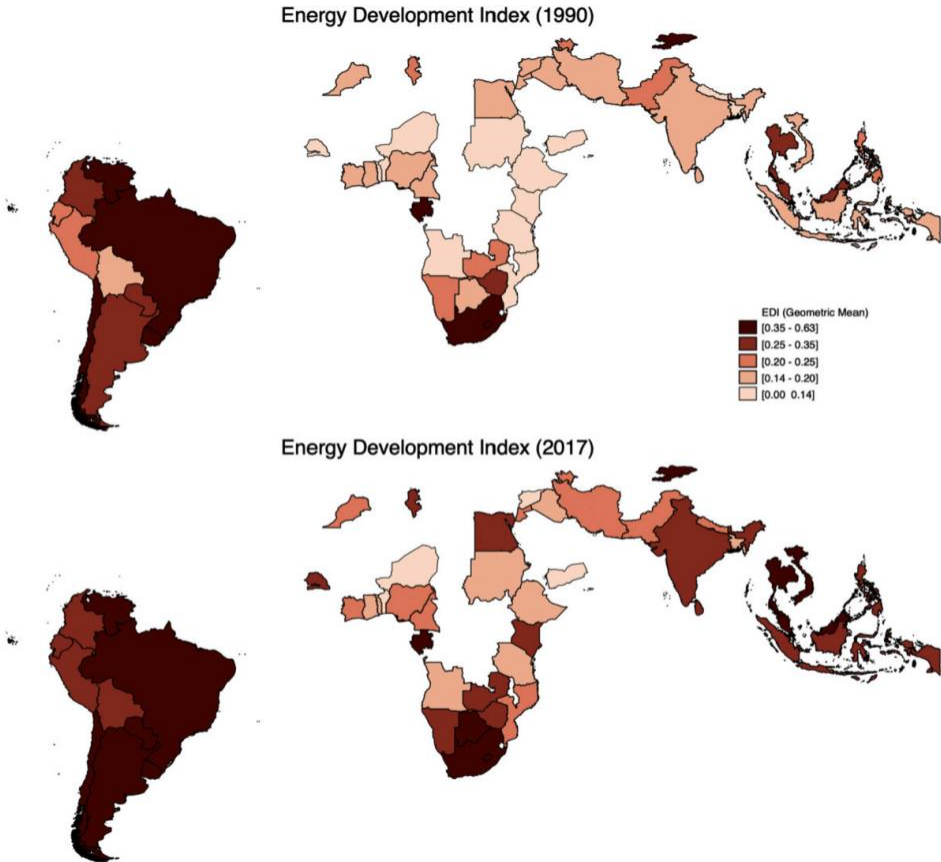 Energy Development Index (1990)
EDI (Geometric Mean)
[0.35 - 0.63]
[0.25 - 0.35]
[0.20 - 0.25]
[0.14 - 0.20]
[0.00 0.14]
Energy Development Index (2017)